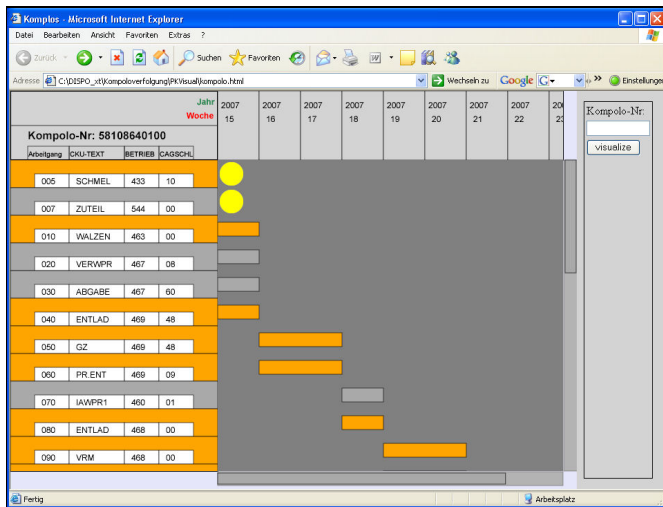 Komplos - Microsoft Internet Explorer
Datei Bearbeiten Ansicht Favoriten Extras ?
Zurück Suchen Favoriten
Adresse C:\DISPO_xt\Kompoloverfolgung\PKVisual\kompolo.html Wechseln zu Google G Einstellunge
Jahr 2007 2007 2007 2007 2007 2007 2007 2007 20
Woche 15 16 17 18 19 20 21 22 23
Kompolo-Nr:
visualize
Kompolo-Nr: 58108640100
Arbeitgang CKU-TEXT BETRIEB CAGSCHL
005 SCHMEL 433 10
007 ZUTEIL 544 00
010 WALZEN 463 00
020 VERWPR 467 08
030 ABGABE 467 60
040 ENTLAD 469 48
050 GZ 469 48
060 PR.ENT 469 09
070 IAWPR1 460 01
080 ENTLAD 468 00
090 VRM 468 00
Fertig Arbeitsplatz